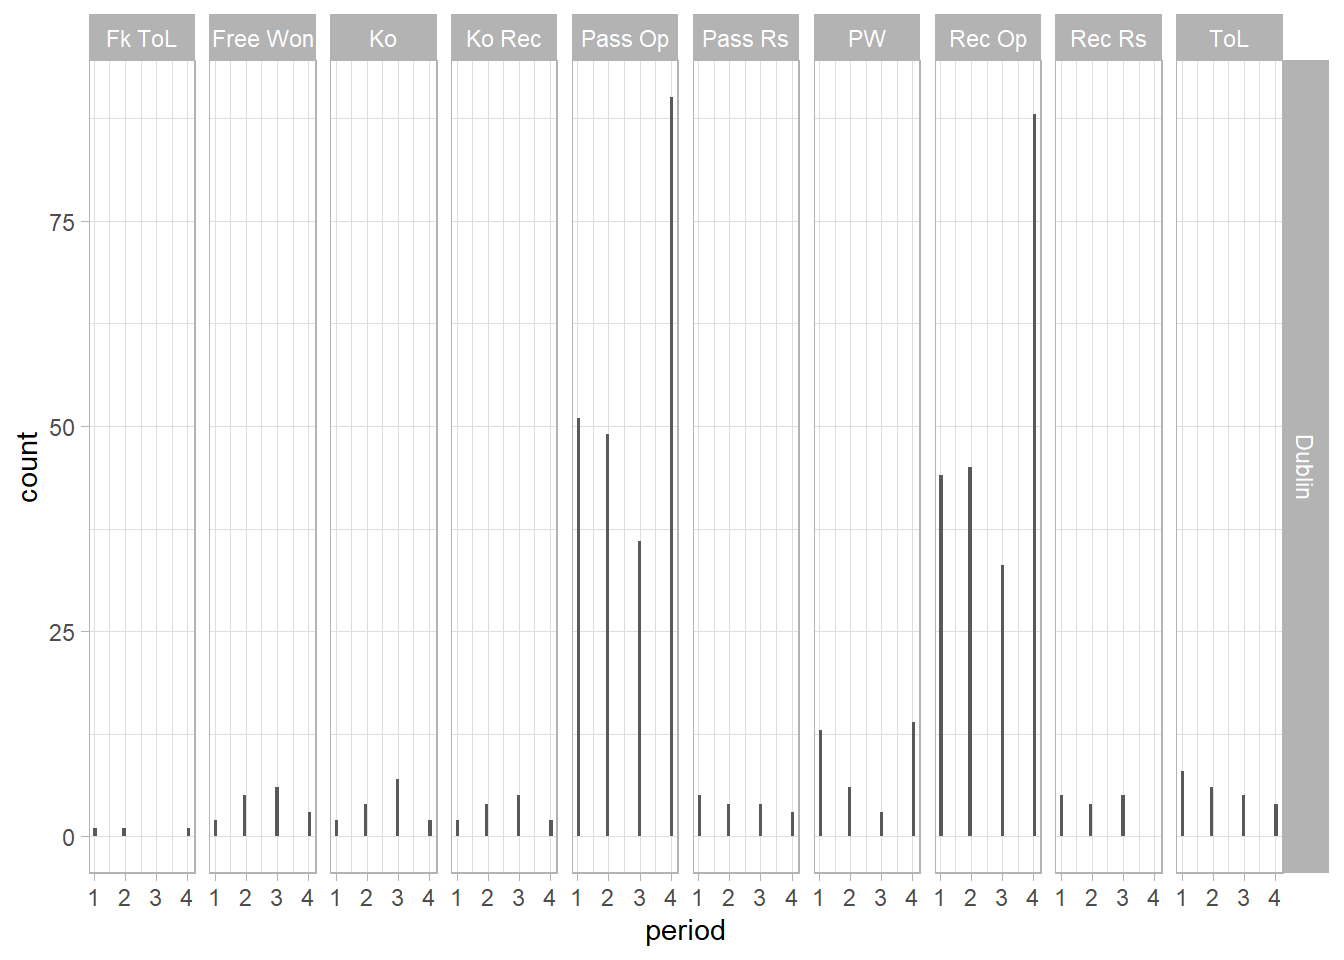 Fk ToL Free Won Ko Ko Rec Pass Op Pass Rs PW Rec Op Rec Rs ToL
75
50
25
0
count
Dublin
1 2 3 4 1 2 3 4 1 2 3 4 1 2 3 4 1 2 3 4 1 2 3 4 1 2 3 4 1 2 3 4 1 2 3 4 1 2 3 4
period